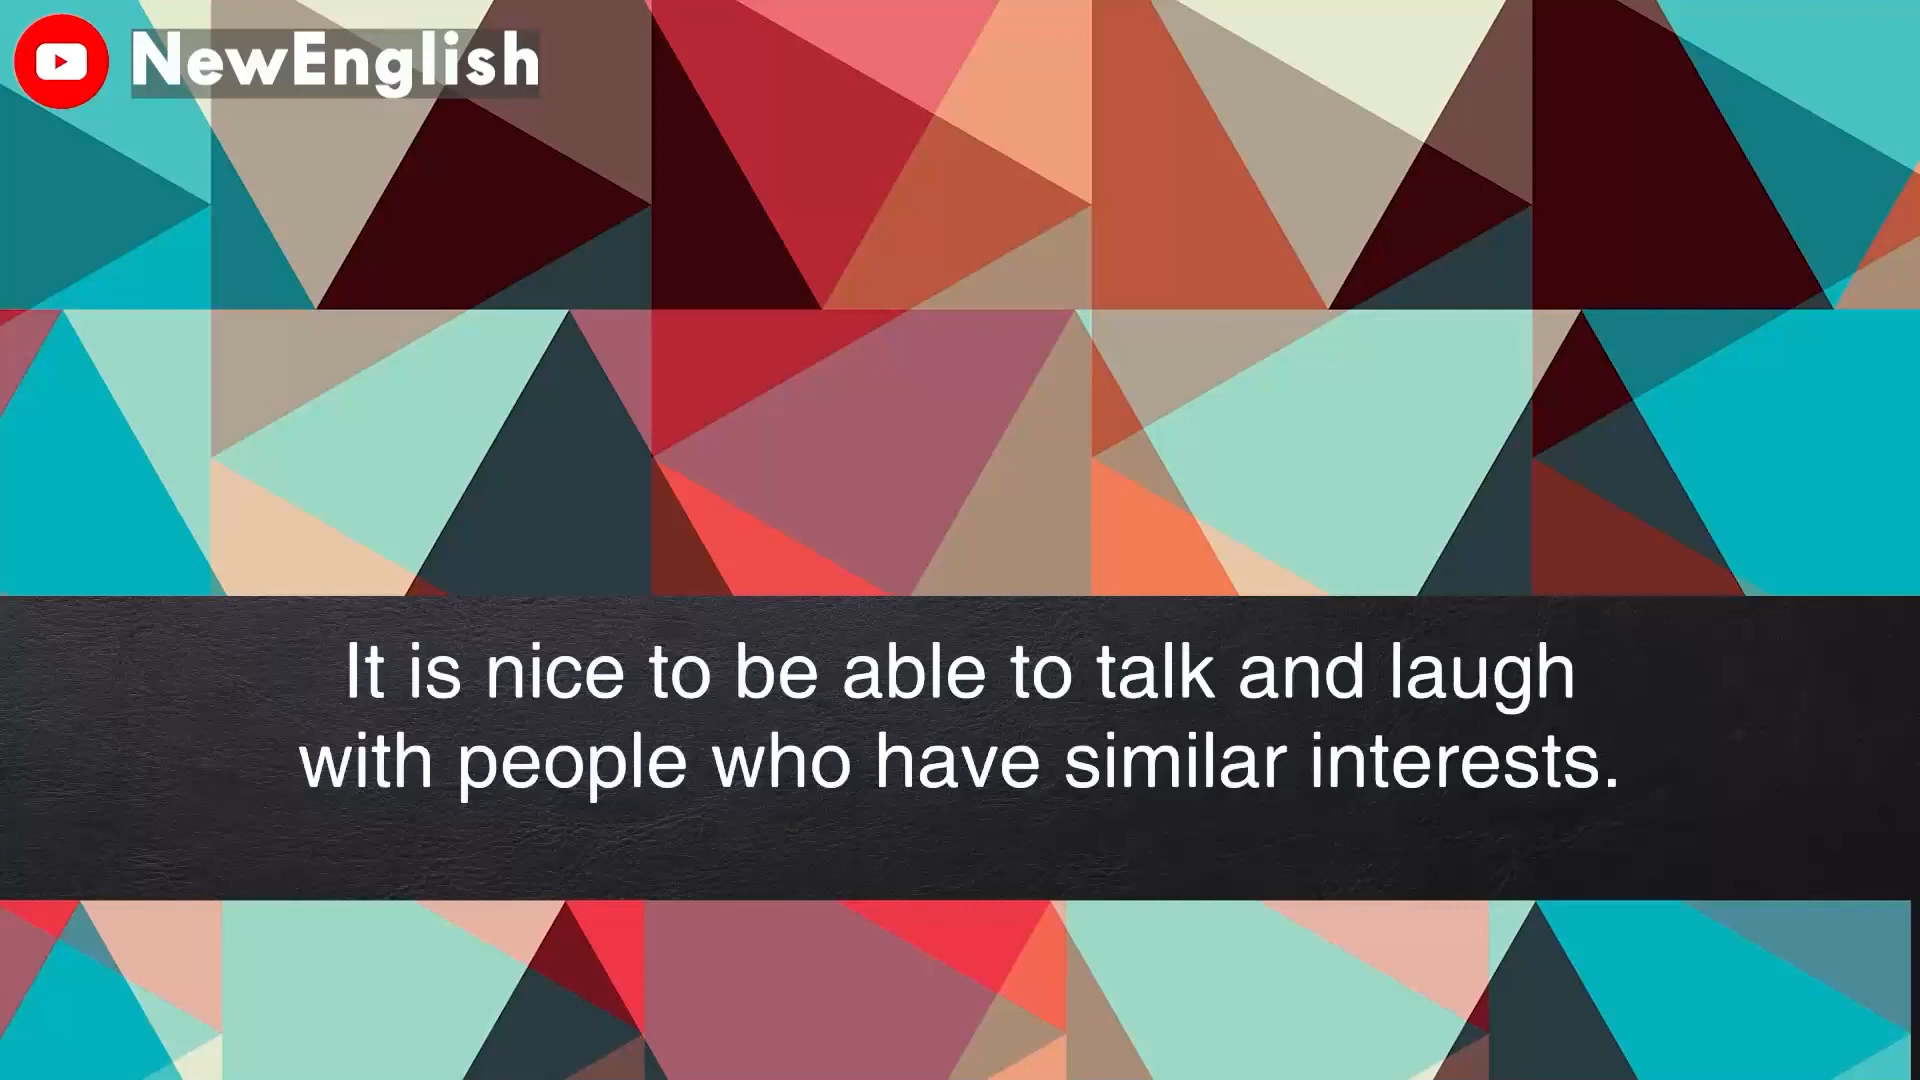 NewEnglish
It is nice to be able to talk and laugh
with people who have similar interests.